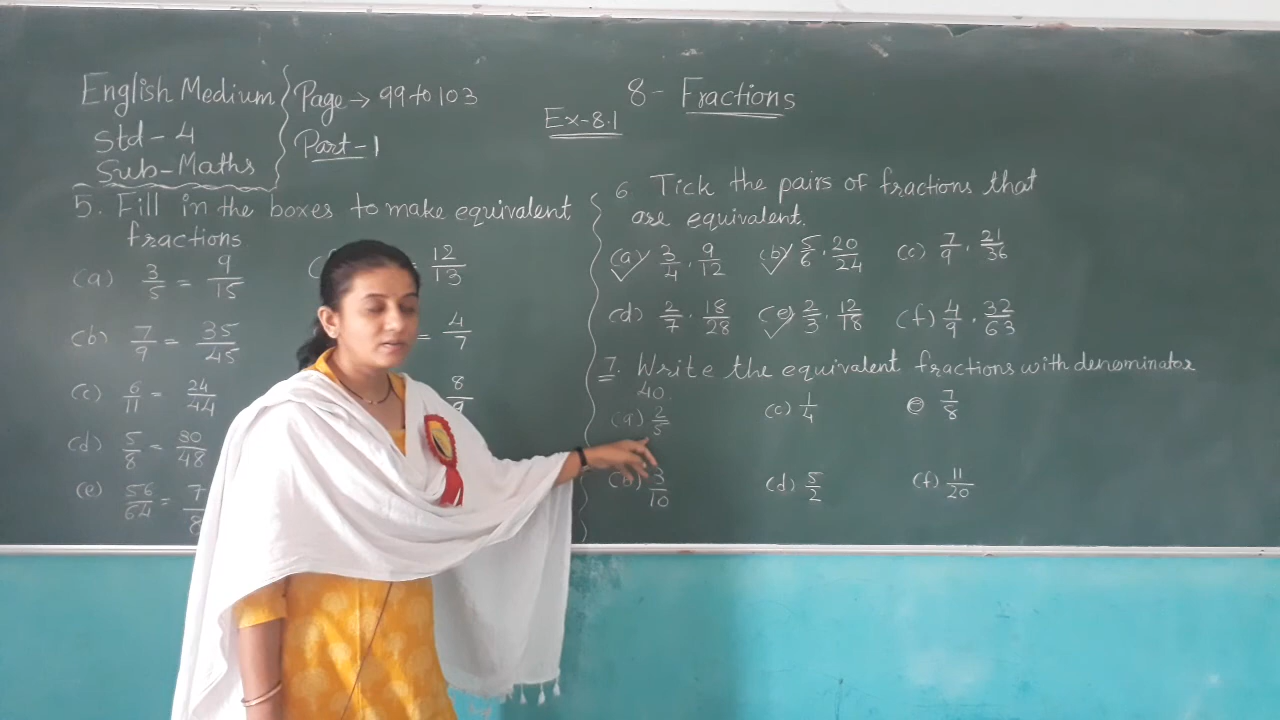 English Medium
Std - 4
Sub - Maths
Page → 99 to 103
Part - 1
8 - Fractions
Ex - 8.1
5. Fill in the boxes to make equivalent
fractions
(a) 3/5 = 9/15
(b) 7/9 = 35/45
(c) 6/11 = 24/44
(d) 5/8 = 30/48
(e) 56/64 = 7/8
= 12/13
= 4/7
8/9
6. Tick the pairs of fractions that
are equivalent.
(a) ✓ 3/4 , 9/12 (b) ✓ 5/6 , 20/24 (c) 7/9 , 21/36
(d) 2/7 , 18/28 (e) ✓ 2/3 , 12/18 (f) 4/9 , 32/63
7. Write the equivalent fractions with denominator
40.
(a) 2/5 (c) 1/4 (e) 7/8
(b) 3/10 (d) 5/2 (f) 11/20